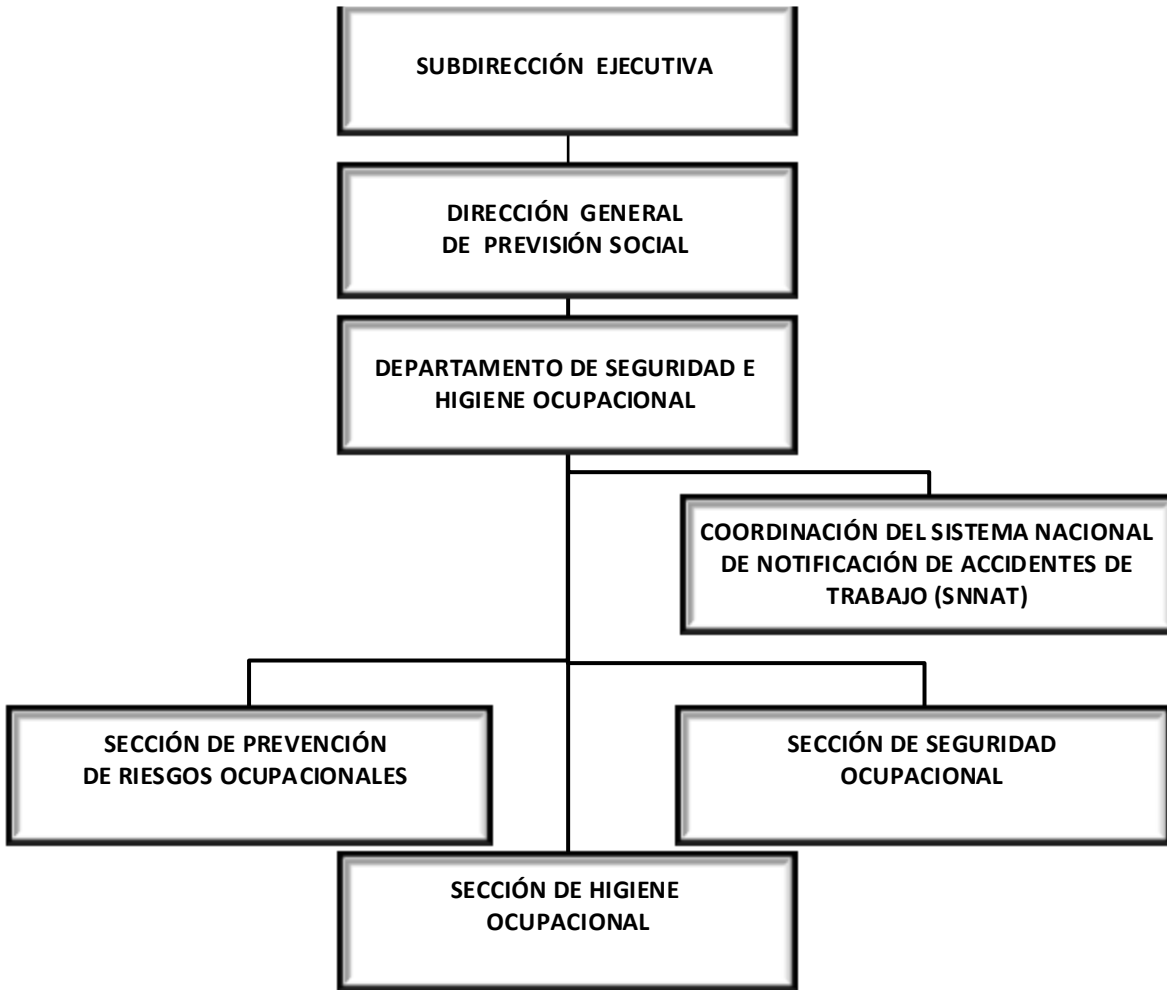 SUBDIRECCIÓN EJECUTIVA
DIRECCIÓN GENERAL
DE PREVISIÓN SOCIAL
DEPARTAMENTO DE SEGURIDAD E
HIGIENE OCUPACIONAL
COORDINACIÓN DEL SISTEMA NACIONAL
DE NOTIFICACIÓN DE ACCIDENTES DE
TRABAJO (SNNAT)
SECCIÓN DE PREVENCIÓN
DE RIESGOS OCUPACIONALES
SECCIÓN DE SEGURIDAD
OCUPACIONAL
SECCIÓN DE HIGIENE
OCUPACIONAL